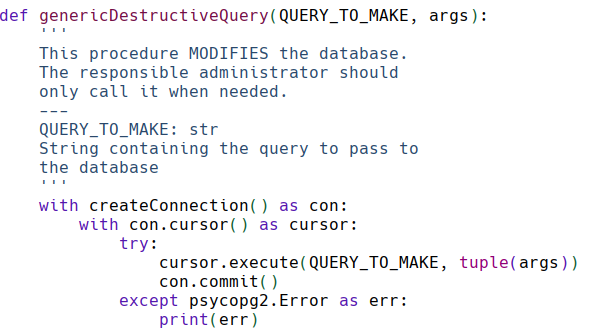 def genericDestructiveQuery(QUERY_TO_MAKE, args):
    '''
    This procedure MODIFIES the database.
    The responsible administrator should
    only call it when needed.
    ---
    QUERY_TO_MAKE: str
    String containing the query to pass to
    the database
    '''
    with createConnection() as con:
        with con.cursor() as cursor:
            try:
                cursor.execute(QUERY_TO_MAKE, tuple(args))
                con.commit()
            except psycopg2.Error as err:
                print(err)